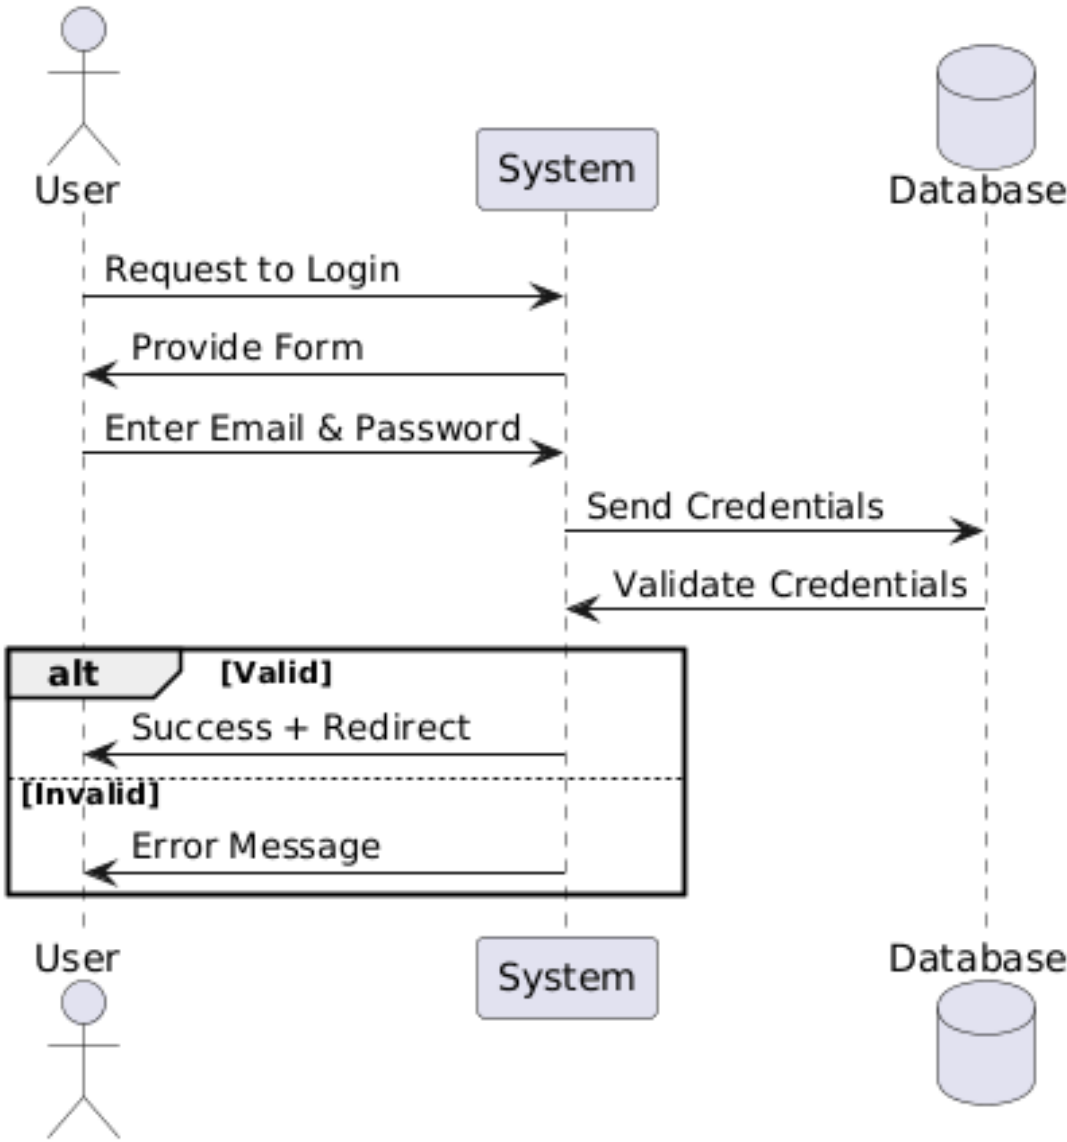 User
System
Database
Request to Login
Provide Form
Enter Email & Password
Send Credentials
Validate Credentials
alt [Valid]
Success + Redirect
[Invalid]
Error Message
User
System
Database